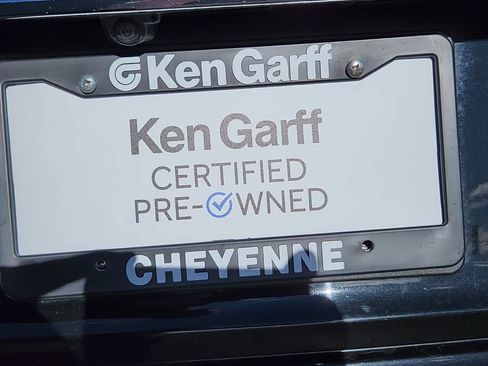 Ken Garff
Ken Garff
CERTIFIED
PRE-OWNED
CHEYENNE